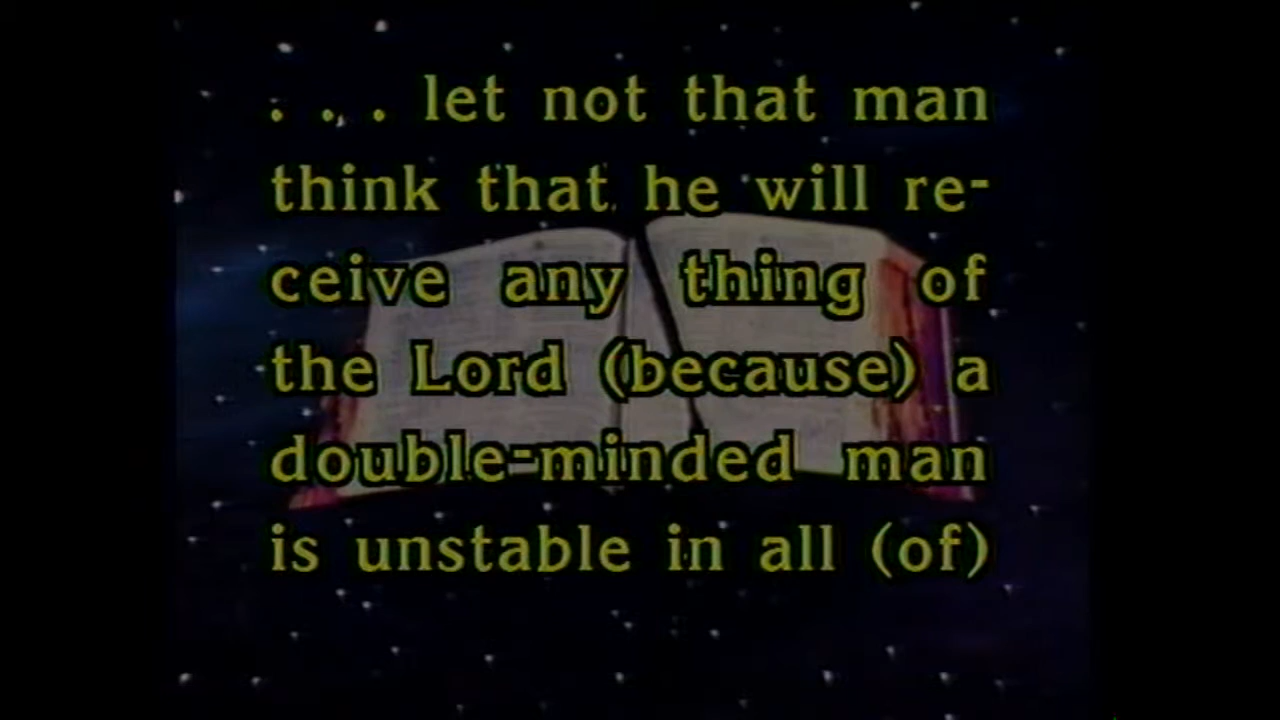 . . . let not that man
think that he will re-
ceive any thing of
the Lord (because) a
double-minded man
is unstable in all (of)